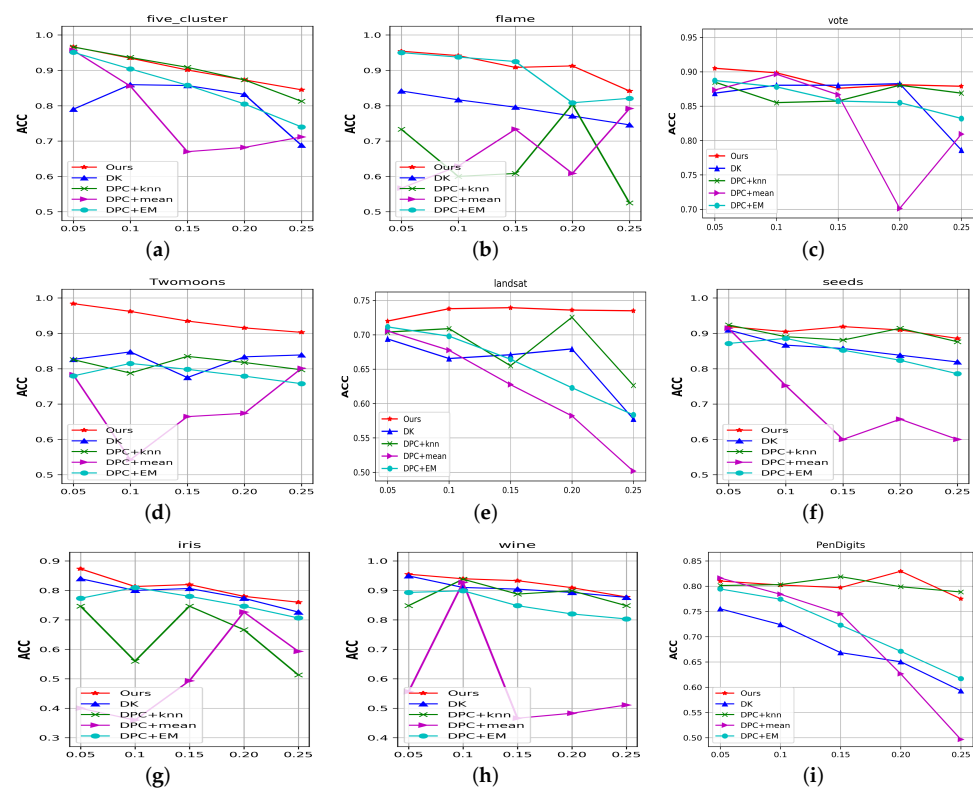 five_cluster
1.0
0.9
0.8
0.7
0.6
0.5
ACC
Ours
DK
DPC+knn
DPC+mean
DPC+EM
0.05 0.1 0.15 0.20 0.25
(a)
flame
1.0
0.9
0.8
0.7
0.6
0.5
ACC
Ours
DK
DPC+knn
DPC+mean
DPC+EM
0.05 0.1 0.15 0.20 0.25
(b)
vote
0.95
0.90
0.85
0.80
0.75
0.70
ACC
Ours
DK
DPC+knn
DPC+mean
DPC+EM
0.05 0.1 0.15 0.20 0.25
(c)
Twomoons
1.0
0.9
0.8
0.7
0.6
0.5
ACC
Ours
DK
DPC+knn
DPC+mean
DPC+EM
0.05 0.1 0.15 0.20 0.25
(d)
landsat
0.75
0.70
0.65
0.60
0.55
0.50
ACC
Ours
DK
DPC+knn
DPC+mean
DPC+EM
0.05 0.1 0.15 0.20 0.25
(e)
seeds
1.0
0.9
0.8
0.7
0.6
0.5
ACC
Ours
DK
DPC+knn
DPC+mean
DPC+EM
0.05 0.1 0.15 0.20 0.25
(f)
iris
0.9
0.8
0.7
0.6
0.5
0.4
0.3
ACC
Ours
DK
DPC+knn
DPC+mean
DPC+EM
0.05 0.1 0.15 0.20 0.25
(g)
wine
1.0
0.9
0.8
0.7
0.6
0.5
0.4
ACC
Ours
DK
DPC+knn
DPC+mean
DPC+EM
0.05 0.1 0.15 0.20 0.25
(h)
PenDigits
0.85
0.80
0.75
0.70
0.65
0.60
0.55
0.50
ACC
Ours
DK
DPC+knn
DPC+mean
DPC+EM
0.05 0.1 0.15 0.20 0.25
(i)